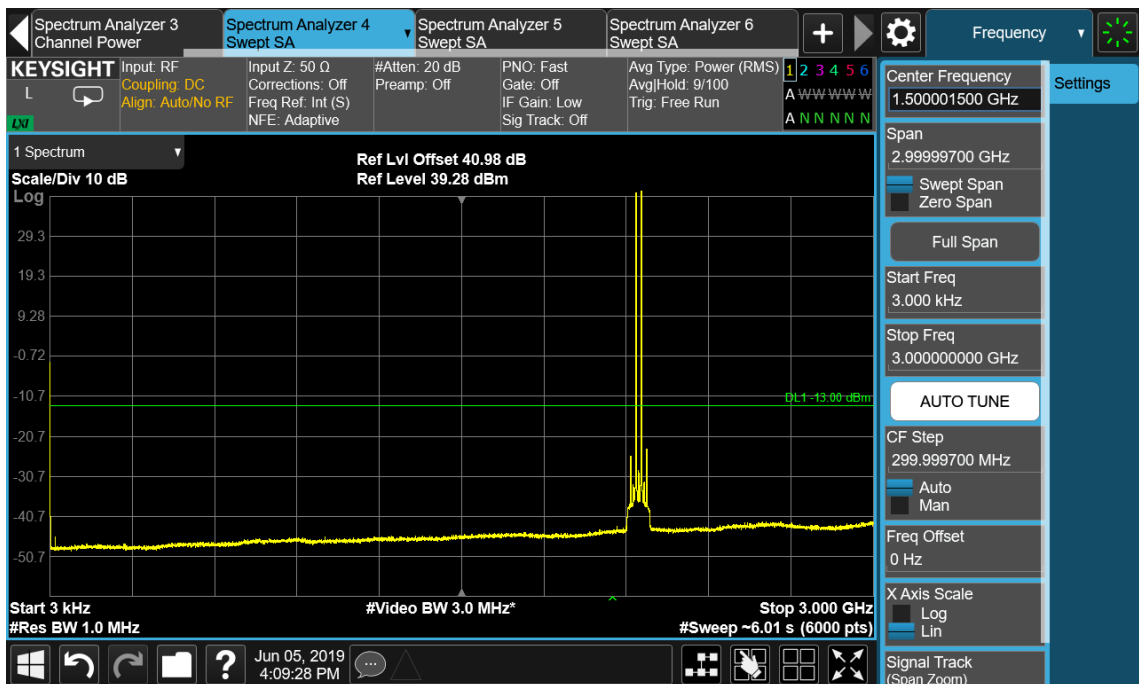 Spectrum Analyzer 3
Channel Power
Spectrum Analyzer 4
Swept SA
Spectrum Analyzer 5
Swept SA
Spectrum Analyzer 6
Swept SA
Frequency
KEYSIGHT
L
LXI
Input: RF
Coupling: DC
Align: Auto/No RF
Input Z: 50 Ω
Corrections: Off
Freq Ref: Int (S)
NFE: Adaptive
#Atten: 20 dB
Preamp: Off
PNO: Fast
Gate: Off
IF Gain: Low
Sig Track: Off
Avg Type: Power (RMS)
Avg|Hold: 9/100
Trig: Free Run
1 2 3 4 5 6
A W W W W W
A N N N N N
1 Spectrum
Scale/Div 10 dB
Ref Lvl Offset 40.98 dB
Ref Level 39.28 dBm
Log
29.3
19.3
9.28
-0.72
-10.7
-20.7
-30.7
-40.7
-50.7
DL1 -13.00 dBm
Start 3 kHz
#Res BW 1.0 MHz
#Video BW 3.0 MHz*
Stop 3.000 GHz
#Sweep ~6.01 s (6000 pts)
Jun 05, 2019
4:09:28 PM
Center Frequency
1.500001500 GHz
Span
2.99999700 GHz
Swept Span
Zero Span
Full Span
Start Freq
3.000 kHz
Stop Freq
3.000000000 GHz
AUTO TUNE
CF Step
299.999700 MHz
Auto
Man
Freq Offset
0 Hz
X Axis Scale
Log
Lin
Signal Track
(Span Zoom)
Settings